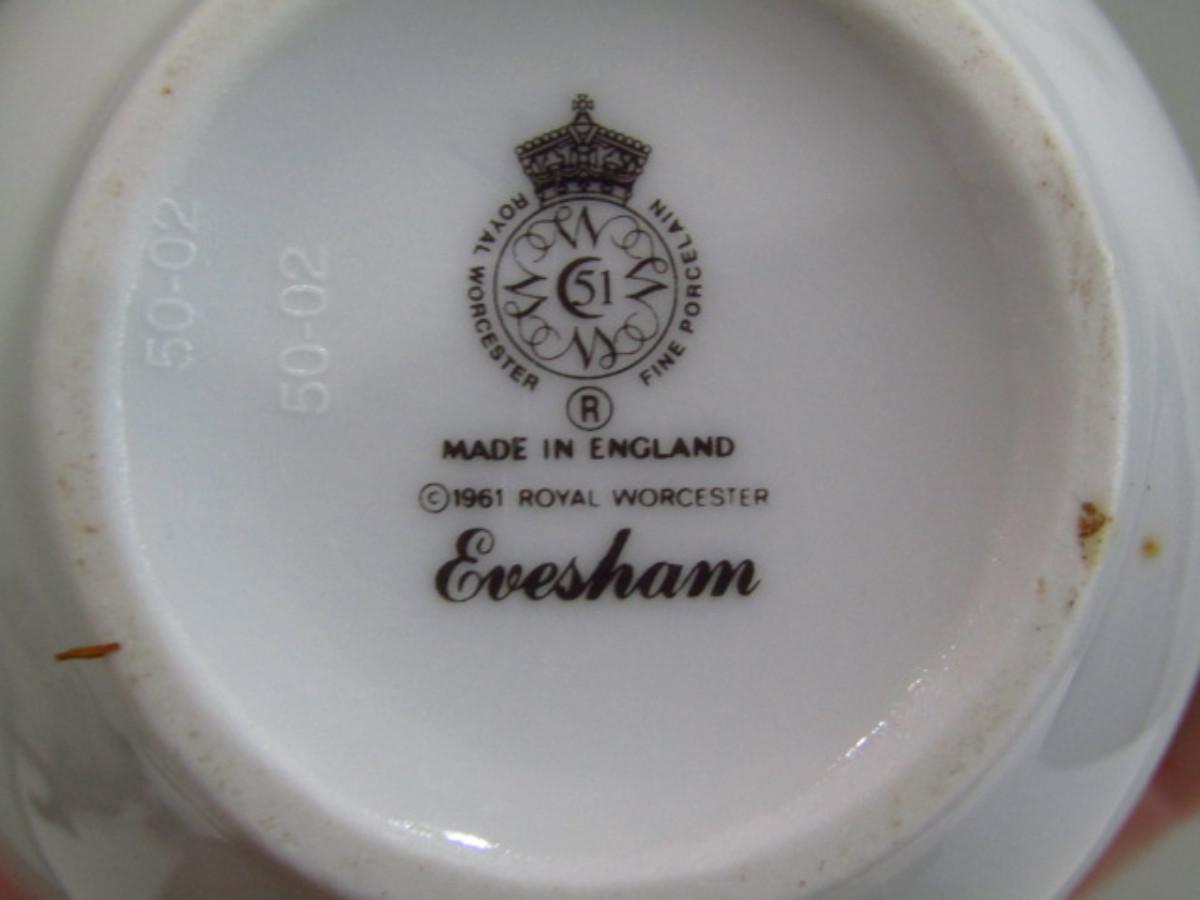 ROYAL WORCESTER FINE PORCELAIN
51
R
MADE IN ENGLAND
©1961 ROYAL WORCESTER
Evesham
50-02
50-02